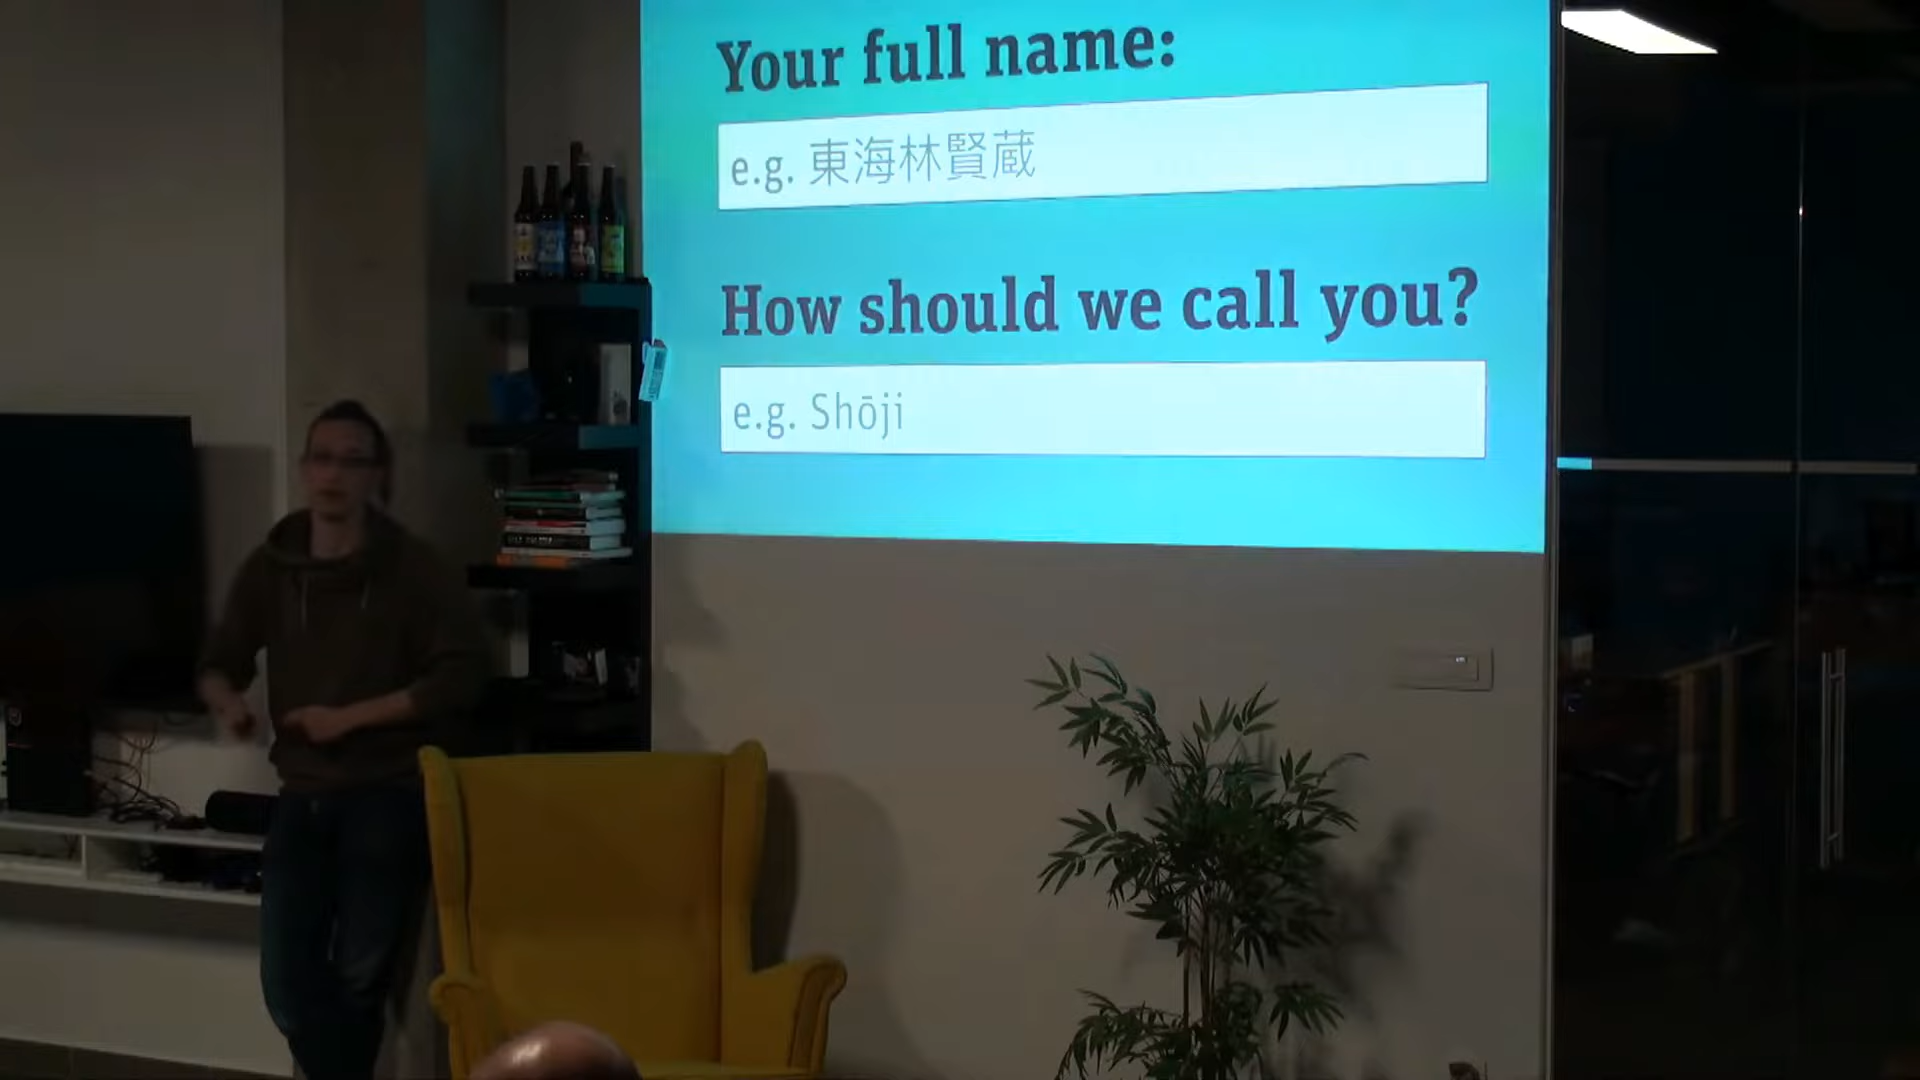 Your full name:
e.g. 東海林賢蔵
How should we call you?
e.g. Shōji